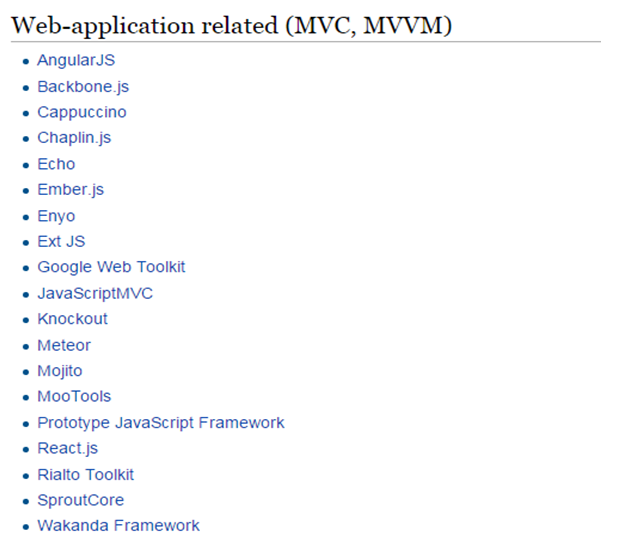 Web-application related (MVC, MVVM)
AngularJS
Backbone.js
Cappuccino
Chaplin.js
Echo
Ember.js
Enyo
Ext JS
Google Web Toolkit
JavaScriptMVC
Knockout
Meteor
Mojito
MooTools
Prototype JavaScript Framework
React.js
Rialto Toolkit
SproutCore
Wakanda Framework